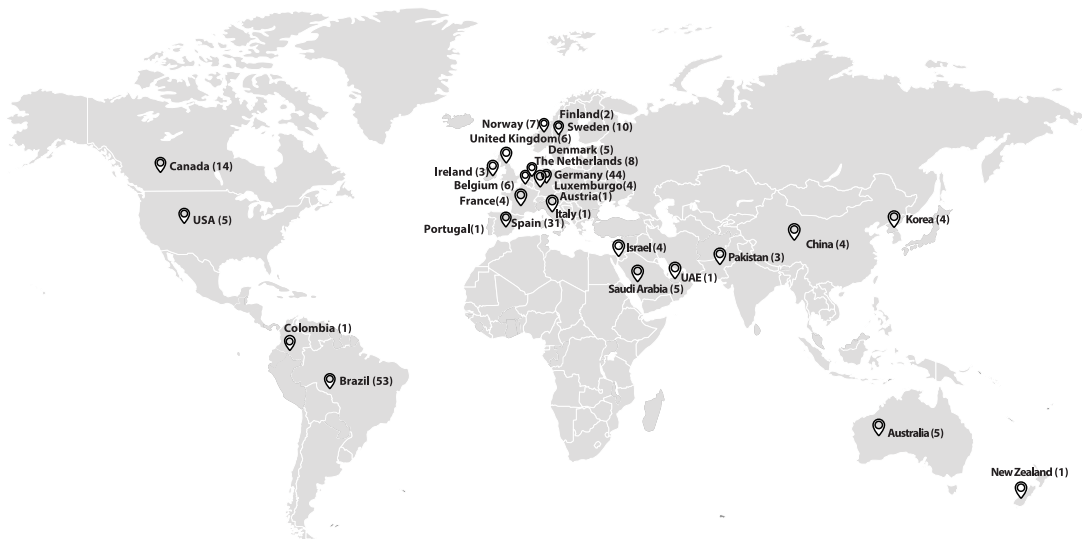 Finland(2)
Norway (7)
Sweden (10)
United Kingdom(6)
Denmark (5)
The Netherlands (8)
Canada (14)
Ireland (3)
Germany (44)
Belgium (6)
Luxemburgo(4)
Austria(1)
France(4)
Italy (1)
USA (5)
Korea (4)
Spain (31)
Portugal(1)
China (4)
Israel (4)
Pakistan (3)
UAE (1)
Saudi Arabia (5)
Colombia (1)
Brazil (53)
Australia (5)
New Zealand (1)